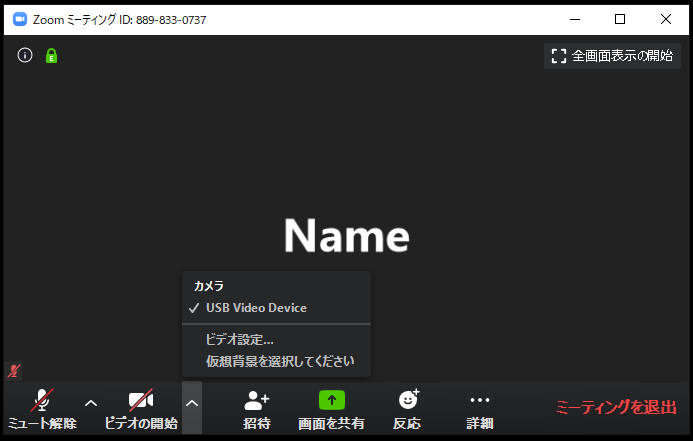 Zoom ミーティング ID: 889-833-0737
全画面表示の開始
Name
カメラ
USB Video Device
ビデオ設定...
仮想背景を選択してください
ミュート解除
ビデオの開始
招待
画面を共有
反応
詳細
ミーティングを退出